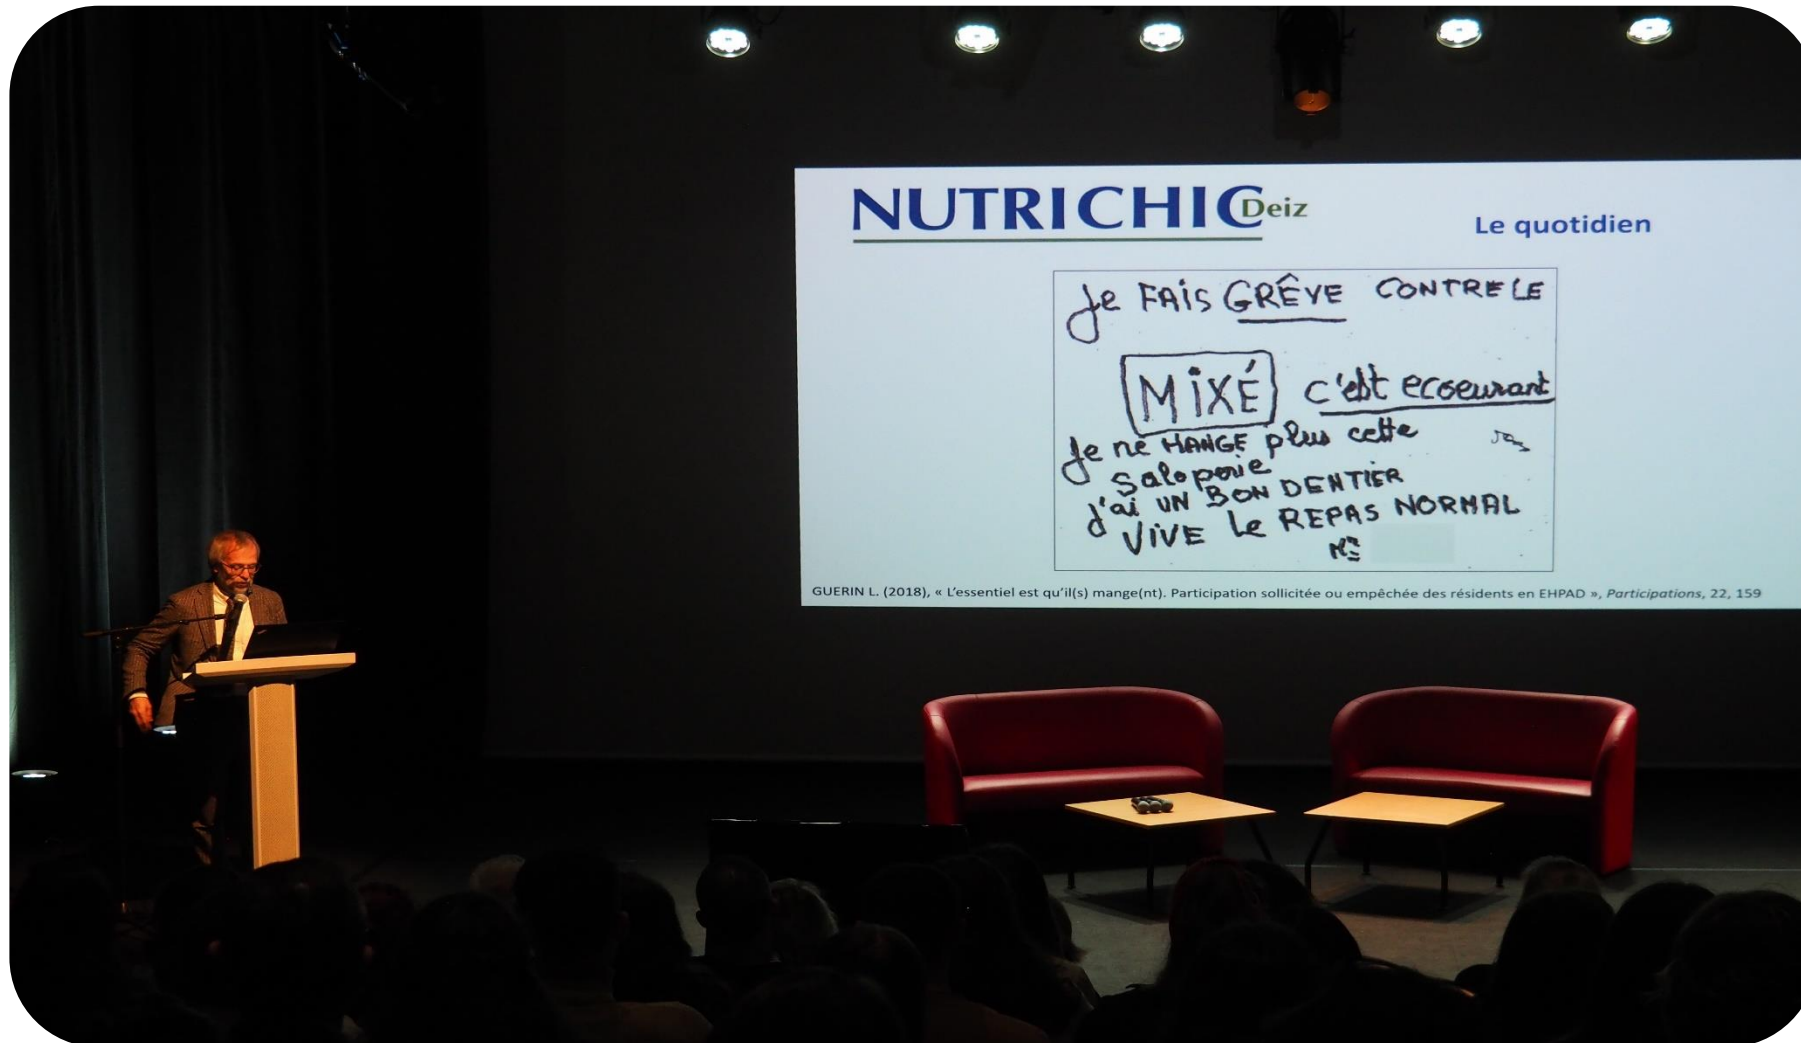 NUTRICHIC Deiz
Le quotidien
Je FAiS GRÊVE CONTRE LE
MiXÉ c'est ecoeurant
Je ne MANGE plus cette
saloperie
J'ai UN BON DENTIER
ViVE Le REPAS NORMAL
GUERIN L. (2018), « L'essentiel est qu'il(s) mange(nt). Participation sollicitée ou empêchée des résidents en EHPAD », Participations, 22, 159